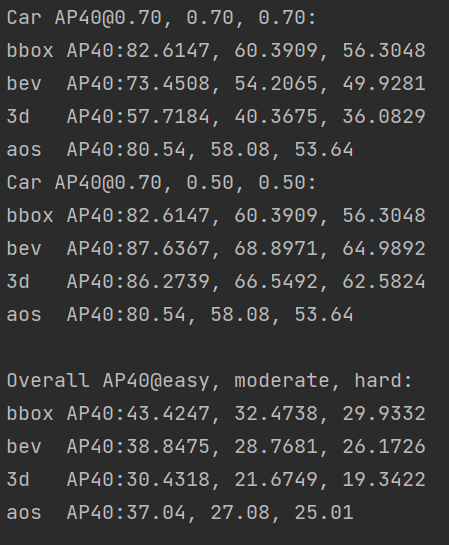 Car AP40@0.70, 0.70, 0.70:
bbox AP40:82.6147, 60.3909, 56.3048
bev  AP40:73.4508, 54.2065, 49.9281
3d   AP40:57.7184, 40.3675, 36.0829
aos  AP40:80.54, 58.08, 53.64
Car AP40@0.70, 0.50, 0.50:
bbox AP40:82.6147, 60.3909, 56.3048
bev  AP40:87.6367, 68.8971, 64.9892
3d   AP40:86.2739, 66.5492, 62.5824
aos  AP40:80.54, 58.08, 53.64

Overall AP40@easy, moderate, hard:
bbox AP40:43.4247, 32.4738, 29.9332
bev  AP40:38.8475, 28.7681, 26.1726
3d   AP40:30.4318, 21.6749, 19.3422
aos  AP40:37.04, 27.08, 25.01